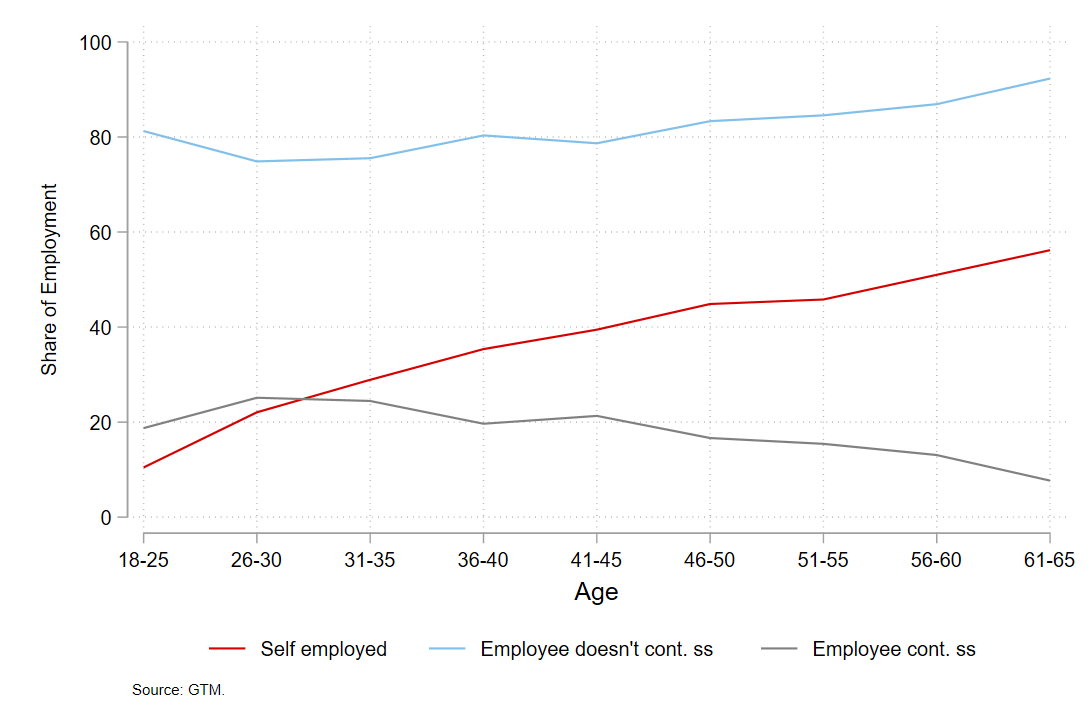 100
80
60
40
20
0
Share of Employment
18-25 26-30 31-35 36-40 41-45 46-50 51-55 56-60 61-65
Age
Self employed Employee doesn't cont. ss Employee cont. ss
Source: GTM.